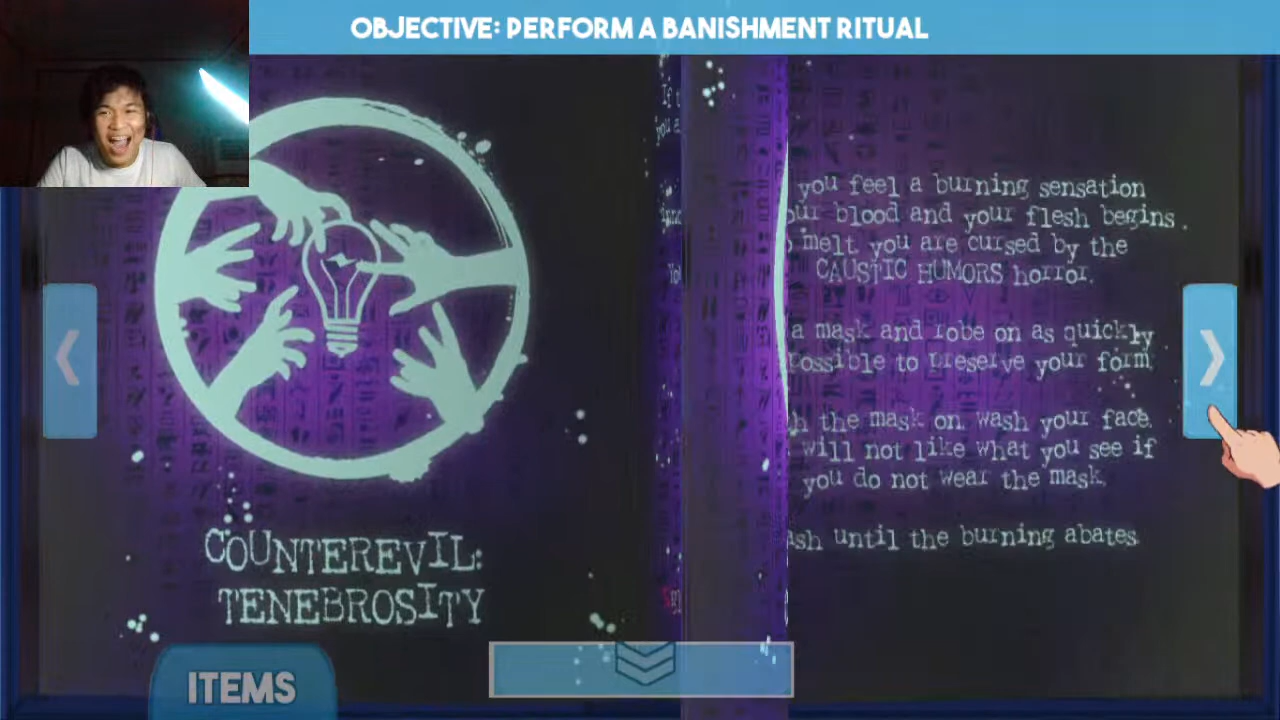 OBJECTIVE: PERFORM A BANISHMENT RITUAL
COUNTEREVIL:
TENEBROSITY
you feel a burning sensation
blood and your flesh begins
melt you are cursed by the
CAUSTIC HUMORS horror.
a mask and robe on as quickly
possible to preserve your form
the mask on wash your face.
will not like what you see if
you do not wear the mask.
until the burning abates.
ITEMS